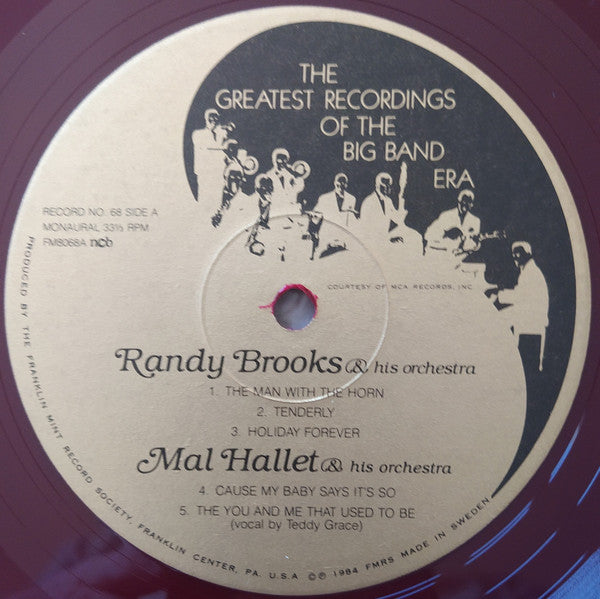 THE
GREATEST RECORDINGS
OF THE
BIG BAND
ERA
RECORD NO. 68 SIDE A
MONAURAL 33⅓ RPM
FM8068A ncb
COURTESY OF MCA RECORDS, INC.
Randy Brooks & his orchestra
1. THE MAN WITH THE HORN
2. TENDERLY
3. HOLIDAY FOREVER
Mal Hallet & his orchestra
4. CAUSE MY BABY SAYS IT'S SO
5. THE YOU AND ME THAT USED TO BE
(vocal by Teddy Grace)
PRODUCED BY THE FRANKLIN MINT RECORD SOCIETY, FRANKLIN CENTER, PA. U.S.A ©℗ 1984 FMRS MADE IN SWEDEN